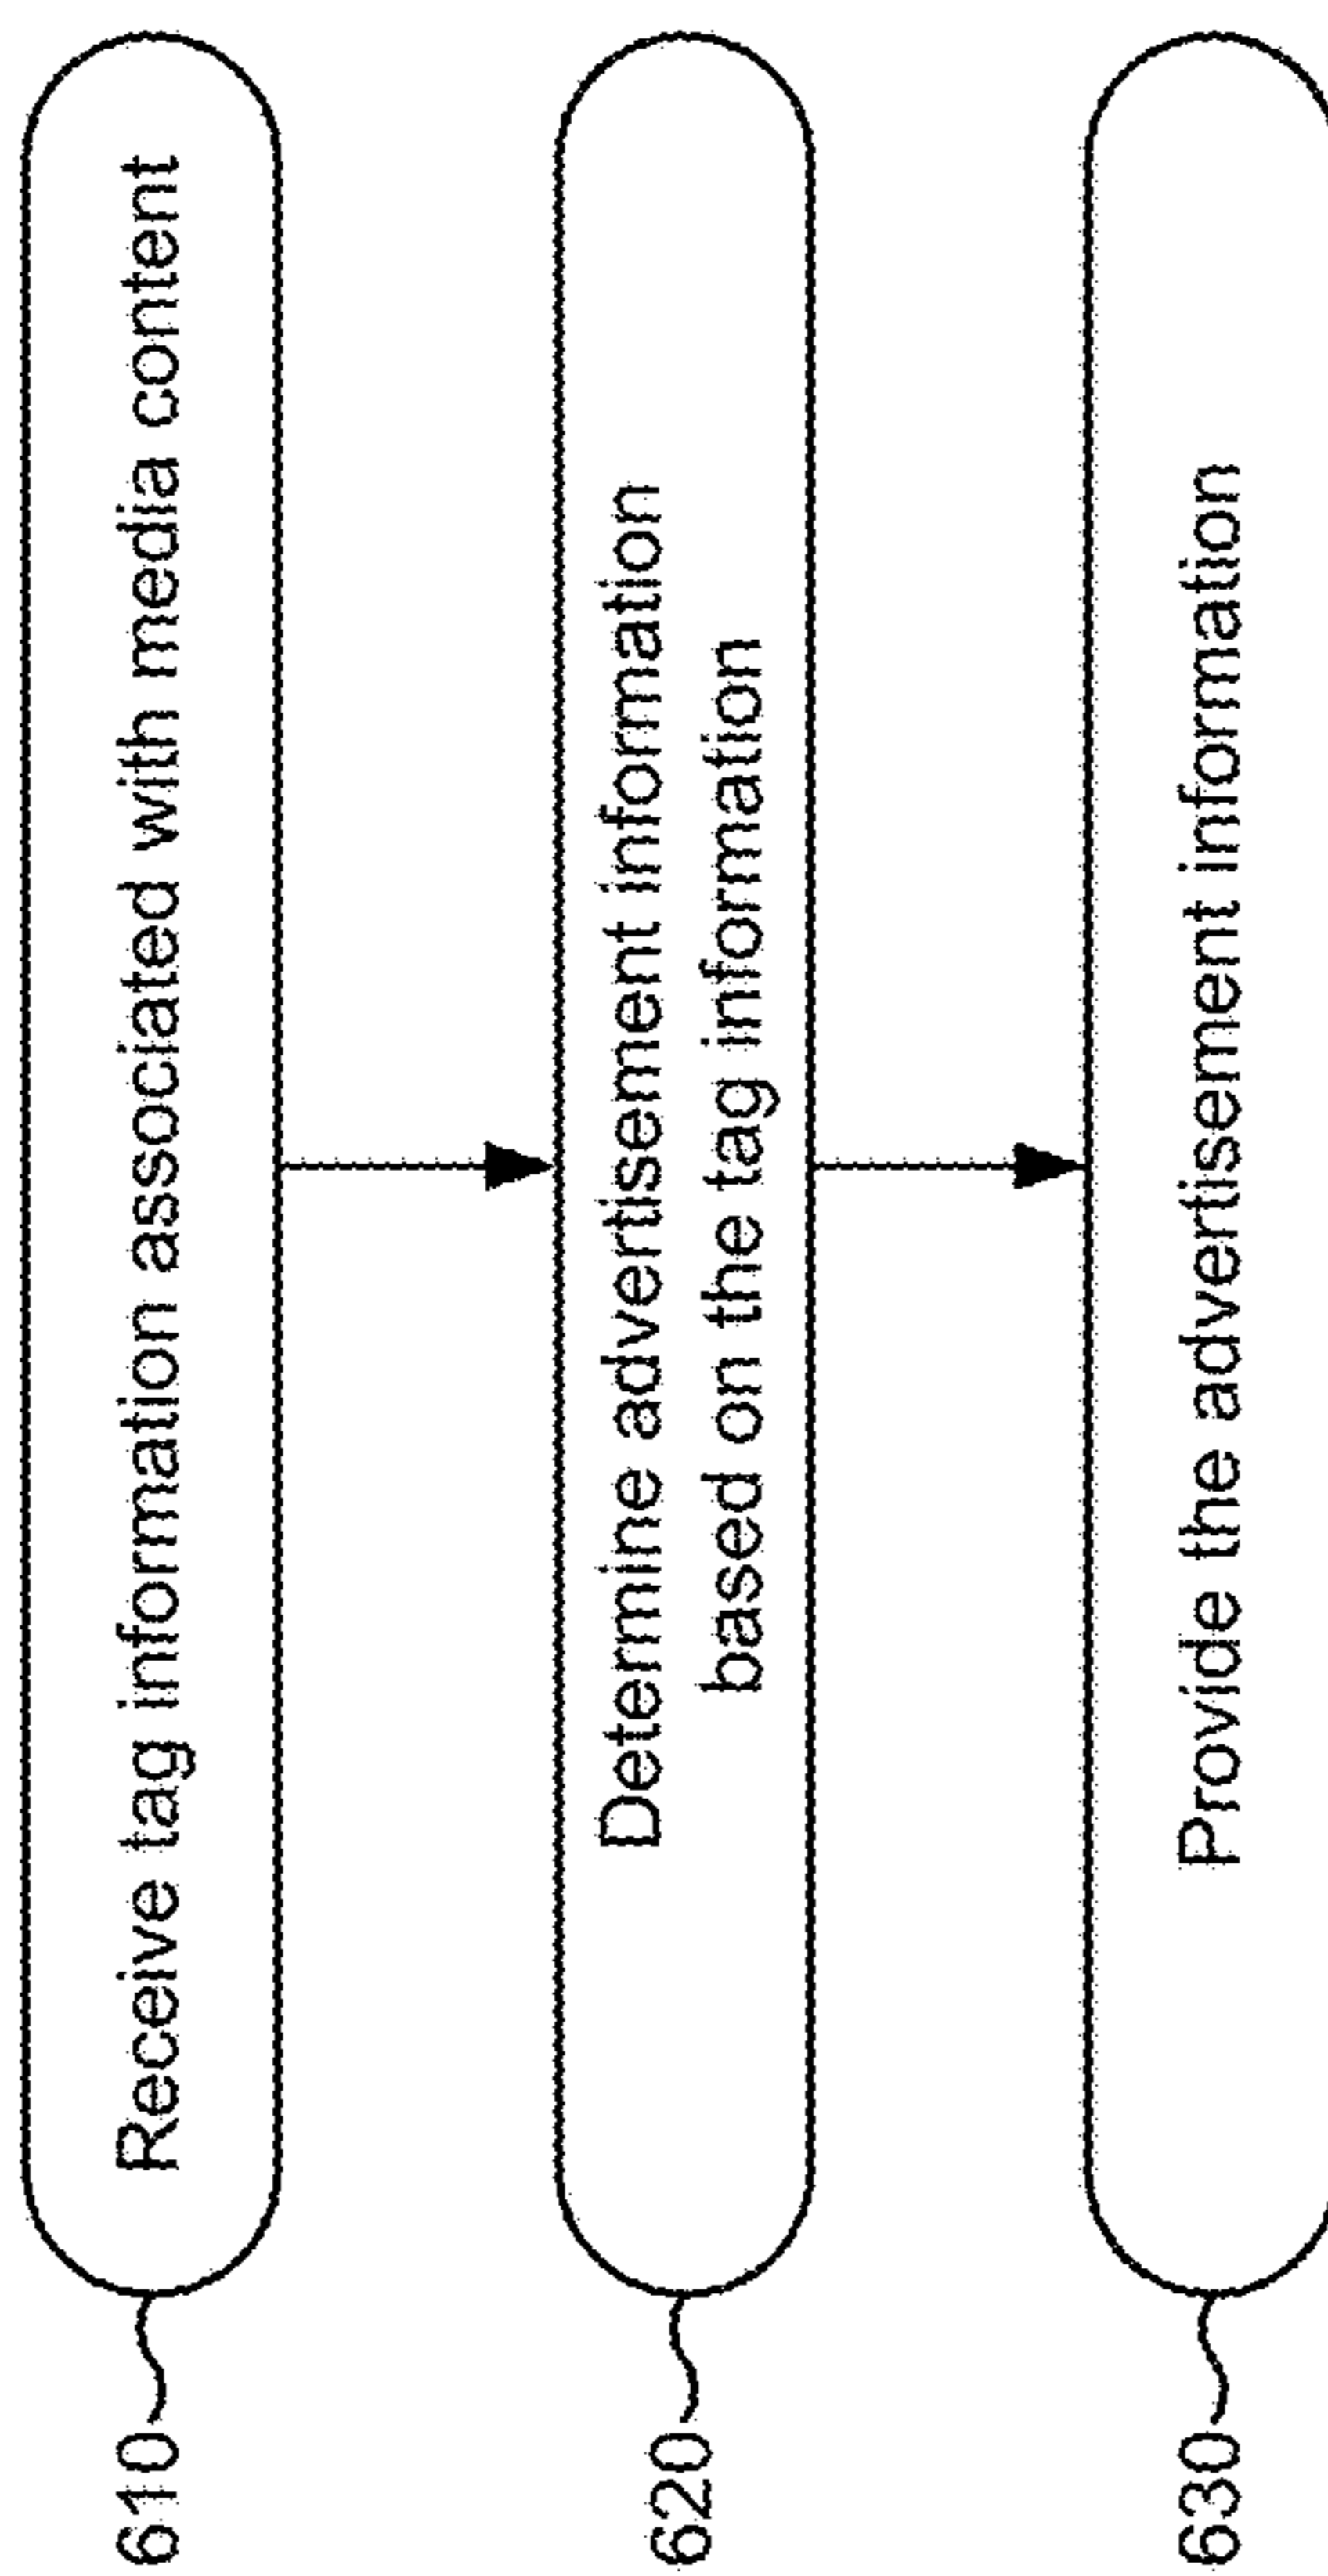 610
Receive tag information associated with media content
620
Determine advertisement information
based on the tag information
630
Provide the advertisement information